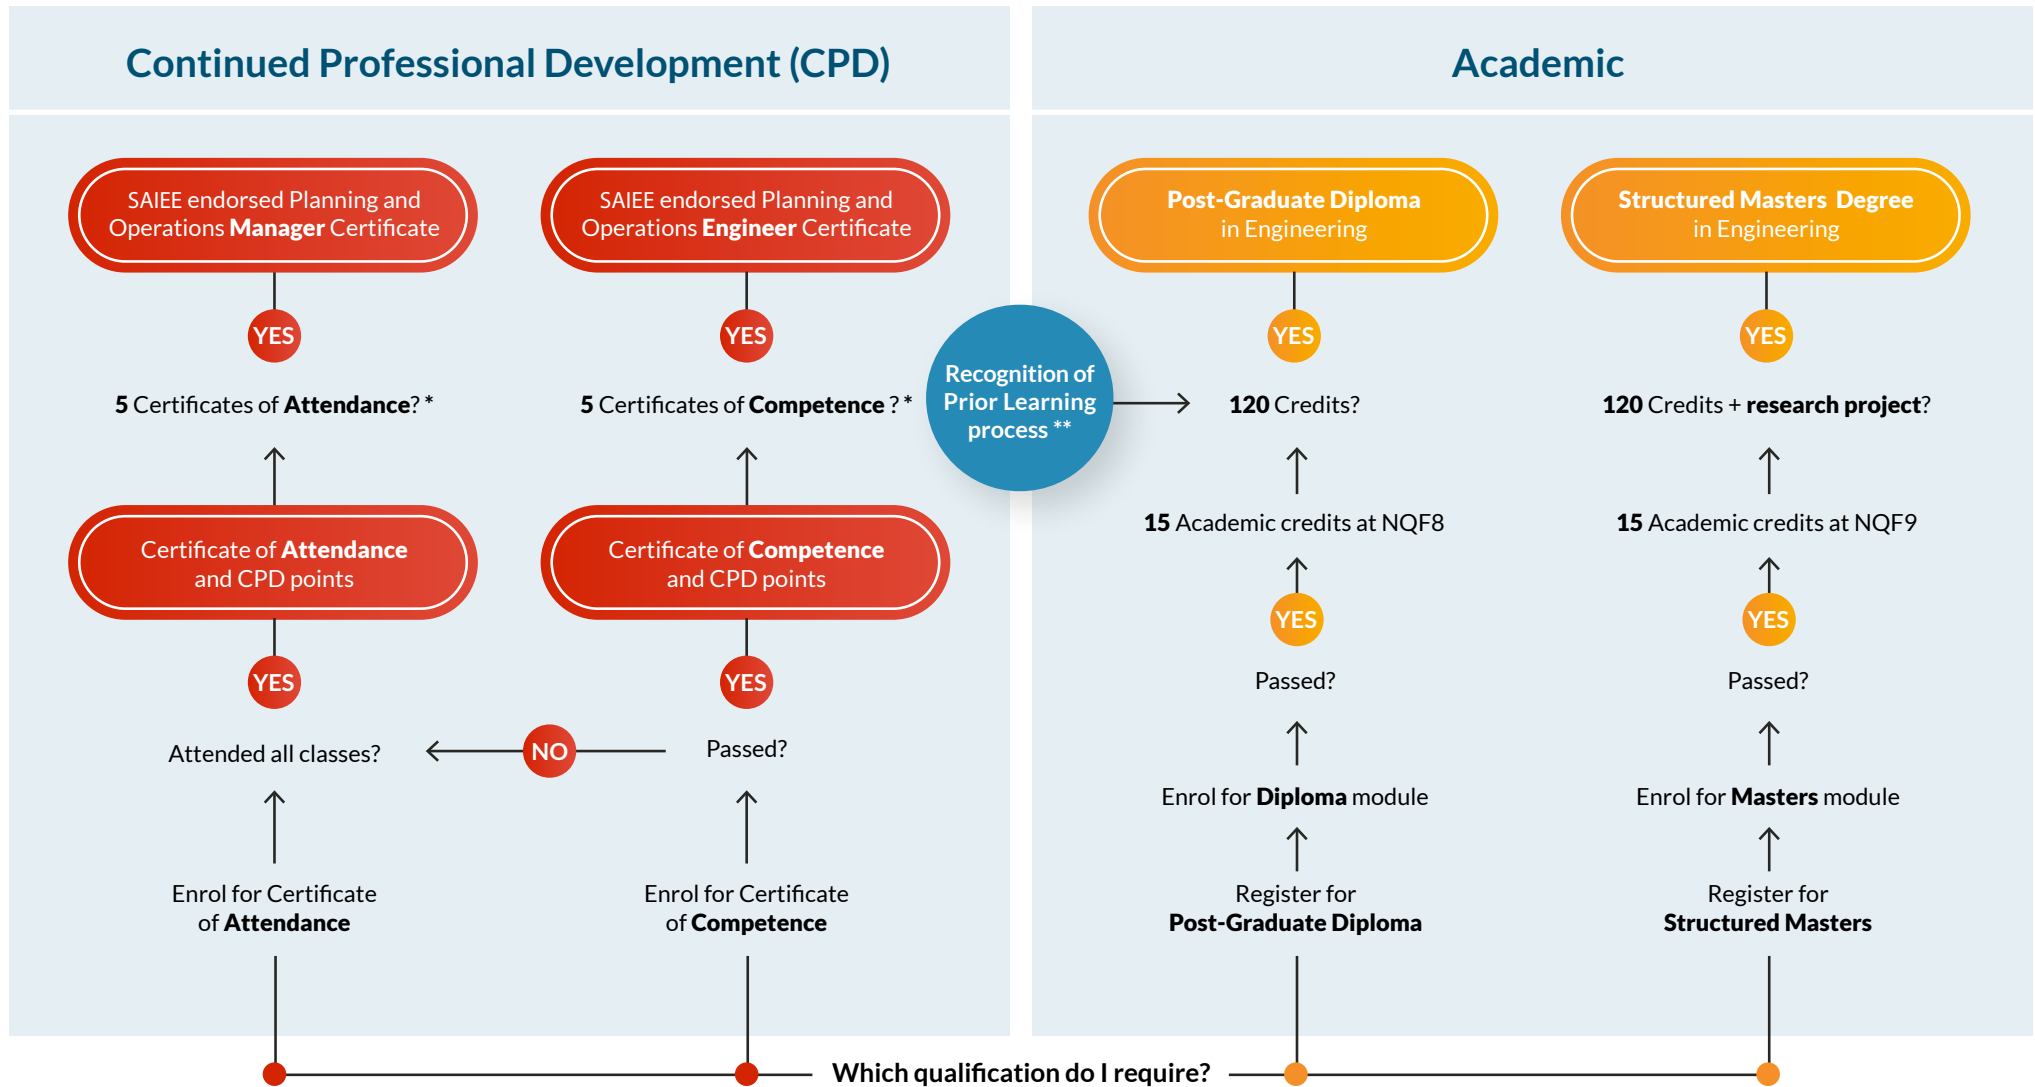 Continued Professional Development (CPD)
Academic
SAIEE endorsed Planning and
Operations Manager Certificate
SAIEE endorsed Planning and
Operations Engineer Certificate
Post-Graduate Diploma
in Engineering
Structured Masters Degree
in Engineering
YES
YES
YES
YES
5 Certificates of Attendance? *
5 Certificates of Competence ? *
Recognition of
Prior Learning
process **
120 Credits?
120 Credits + research project?
Certificate of Attendance
and CPD points
Certificate of Competence
and CPD points
15 Academic credits at NQF8
15 Academic credits at NQF9
YES
YES
YES
YES
Passed?
Passed?
Attended all classes?
NO
Passed?
Enrol for Diploma module
Enrol for Masters module
Enrol for Certificate
of Attendance
Enrol for Certificate
of Competence
Register for
Post-Graduate Diploma
Register for
Structured Masters
Which qualification do I require?